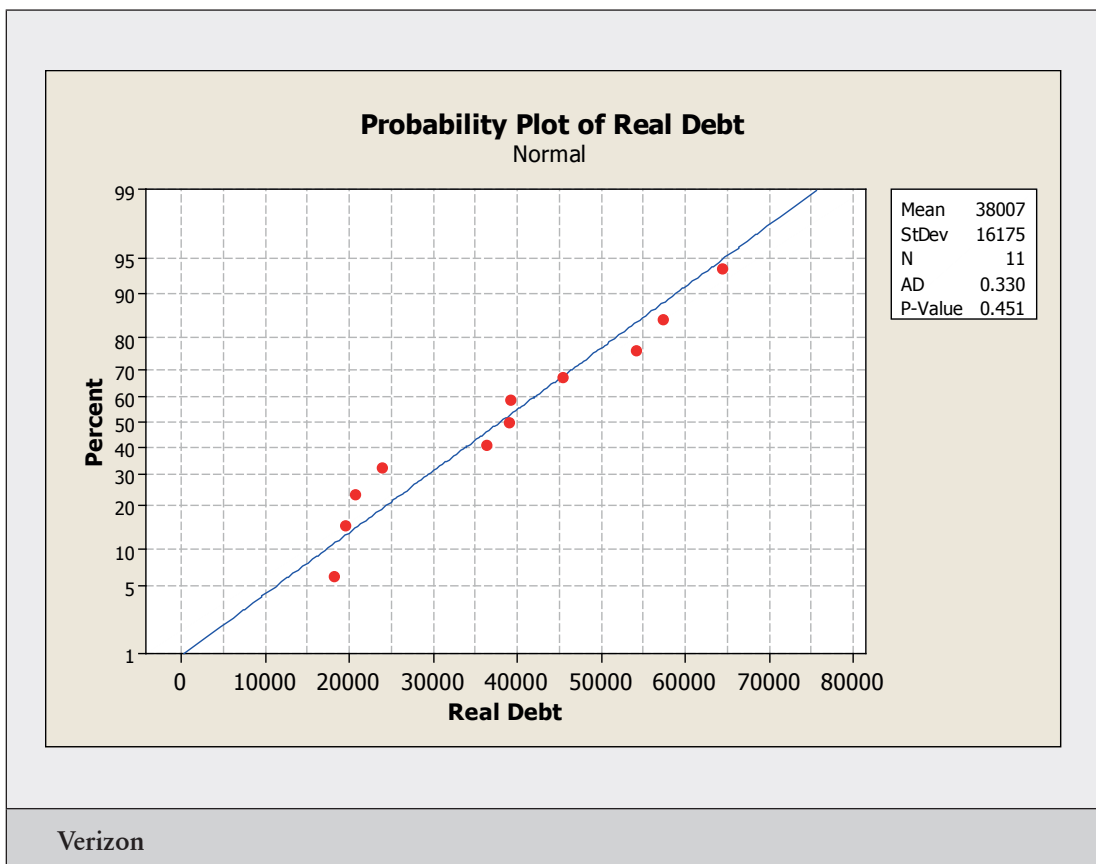 Probability Plot of Real Debt
Normal
99
95
90
80
70
60
50
40
30
20
10
5
1
Percent
0 10000 20000 30000 40000 50000 60000 70000 80000
Real Debt
Mean 38007
StDev 16175
N 11
AD 0.330
P-Value 0.451
Verizon